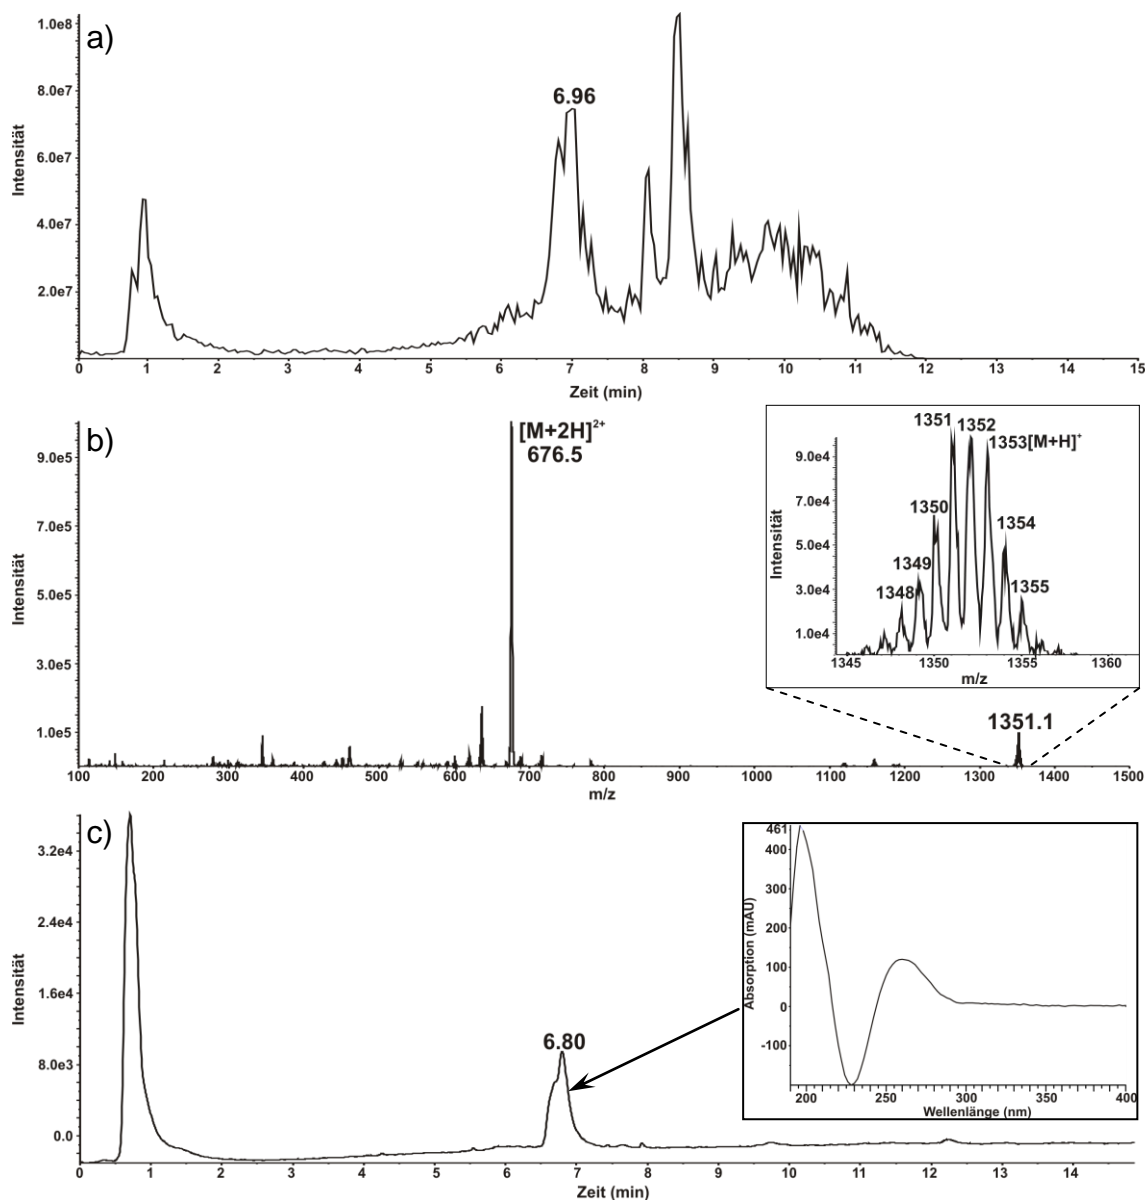 a)
1.0e8
8.0e7
6.0e7
4.0e7
2.0e7
Intensität
6.96
0 1 2 3 4 5 6 7 8 9 10 11 12 13 14 15
Zeit (min)
b)
[M+2H]2+
676.5
9.0e5
7.0e5
5.0e5
3.0e5
1.0e5
Intensität
1351
1352
1353[M+H]+
1350
1354
1349
1348
1355
9.0e4
7.0e4
5.0e4
3.0e4
1.0e4
Intensität
1345 1350 1355 1360
m/z
1351.1
100 200 300 400 500 600 700 800 900 1000 1100 1200 1300 1400 1500
m/z
c)
3.2e4
2.4e4
1.6e4
8.0e3
0.0
Intensität
6.80
461
400
300
200
100
0
-100
Absorption (mAU)
200 250 300 350 400
Wellenlänge (nm)
0 1 2 3 4 5 6 7 8 9 10 11 12 13 14
Zeit (min)